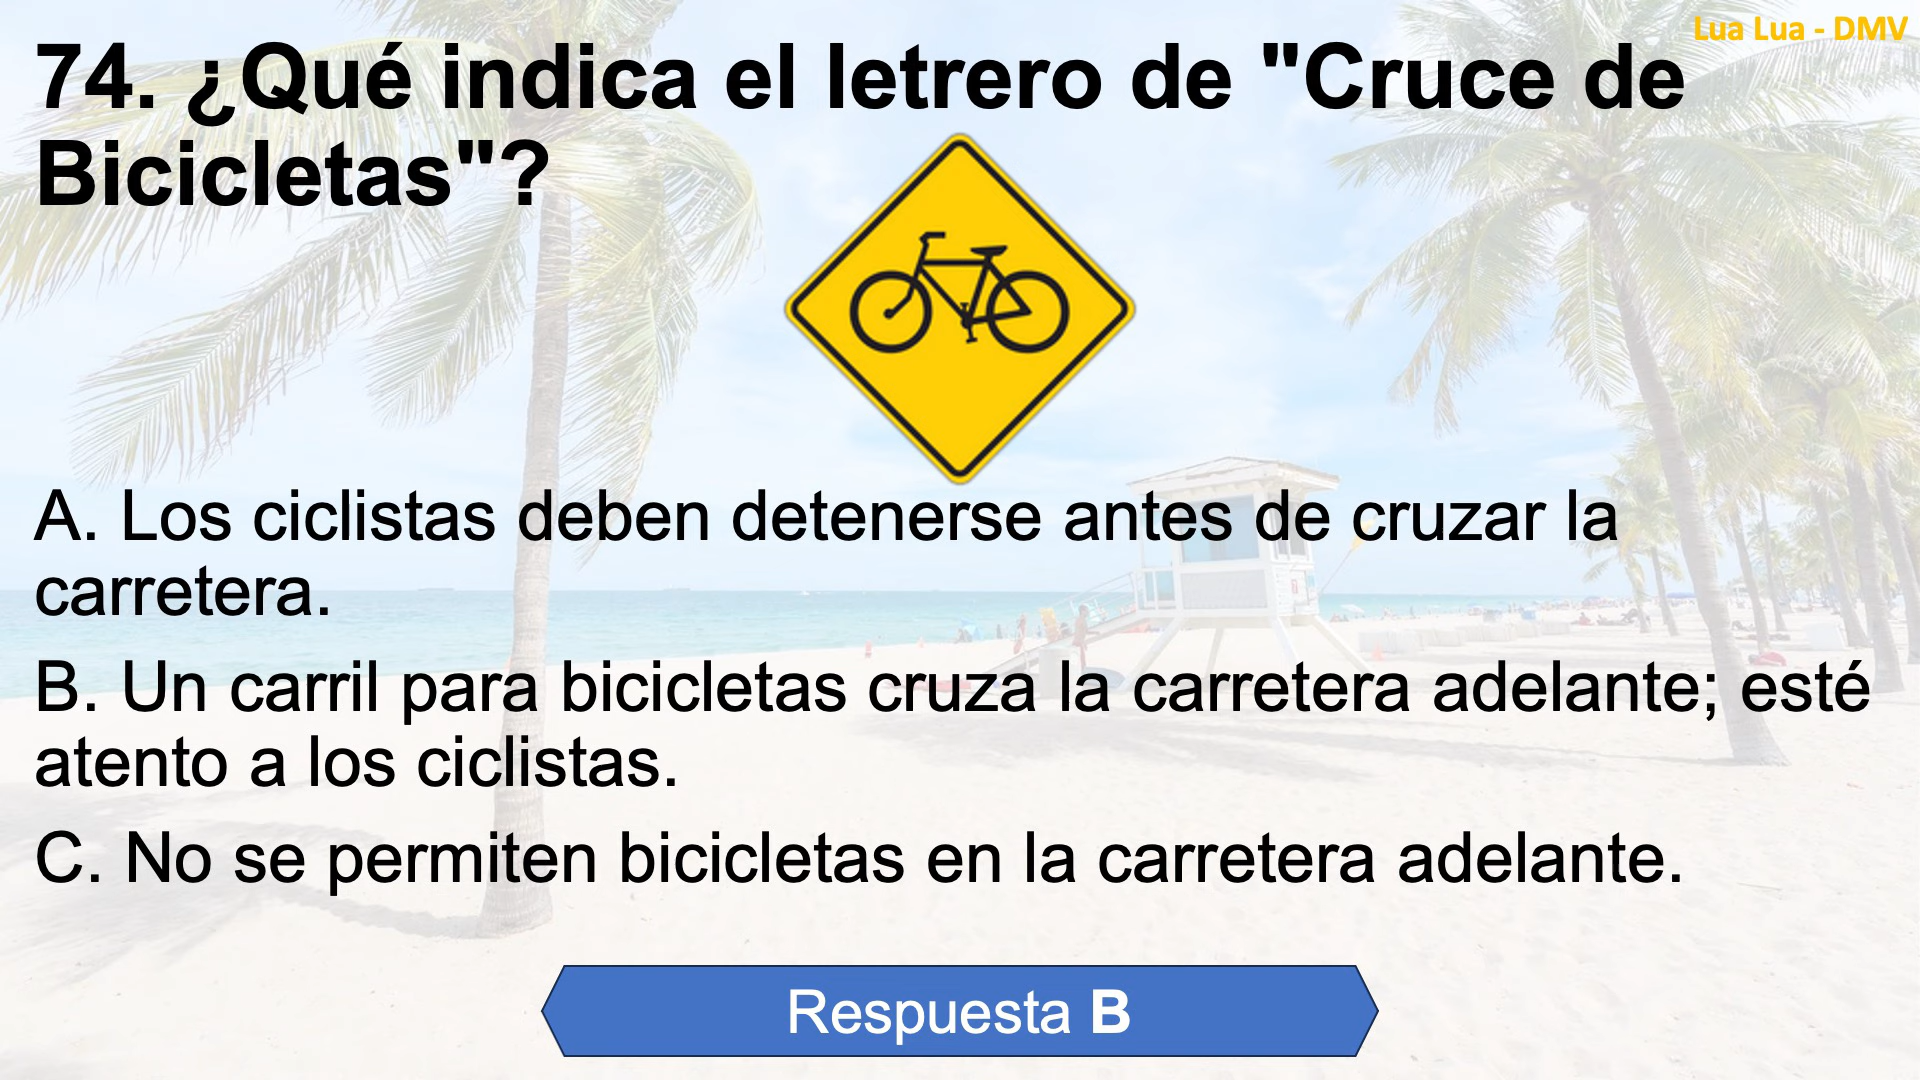 Lua Lua - DMV
74. ¿Qué indica el letrero de "Cruce de
Bicicletas"?
A. Los ciclistas deben detenerse antes de cruzar la
carretera.
B. Un carril para bicicletas cruza la carretera adelante; esté
atento a los ciclistas.
C. No se permiten bicicletas en la carretera adelante.
Respuesta B